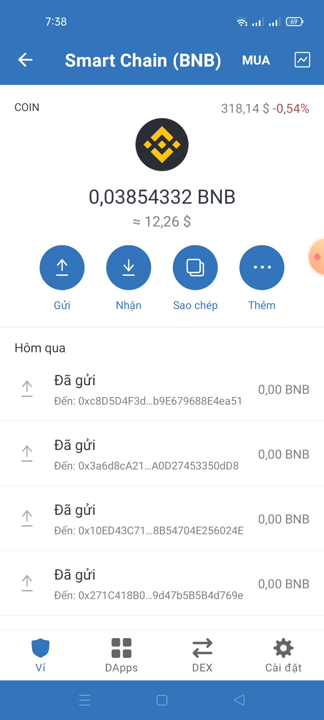 7:38
69
Smart Chain (BNB)
MUA
COIN
318,14 $ -0,54%
0,03854332 BNB
≈ 12,26 $
Gửi
Nhận
Sao chép
Thêm
Hôm qua
Đã gửi
0,00 BNB
Đến: 0xc8D5D4F3d...b9E679688E4ea51
Đã gửi
0,00 BNB
Đến: 0x3a6d8cA21...A0D27453350dD8
Đã gửi
0,00 BNB
Đến: 0x10ED43C71...8B54704E256024E
Đã gửi
0,00 BNB
Đến: 0x271C418B0...9d47b5B5B4d769e
Ví
DApps
DEX
Cài đặt